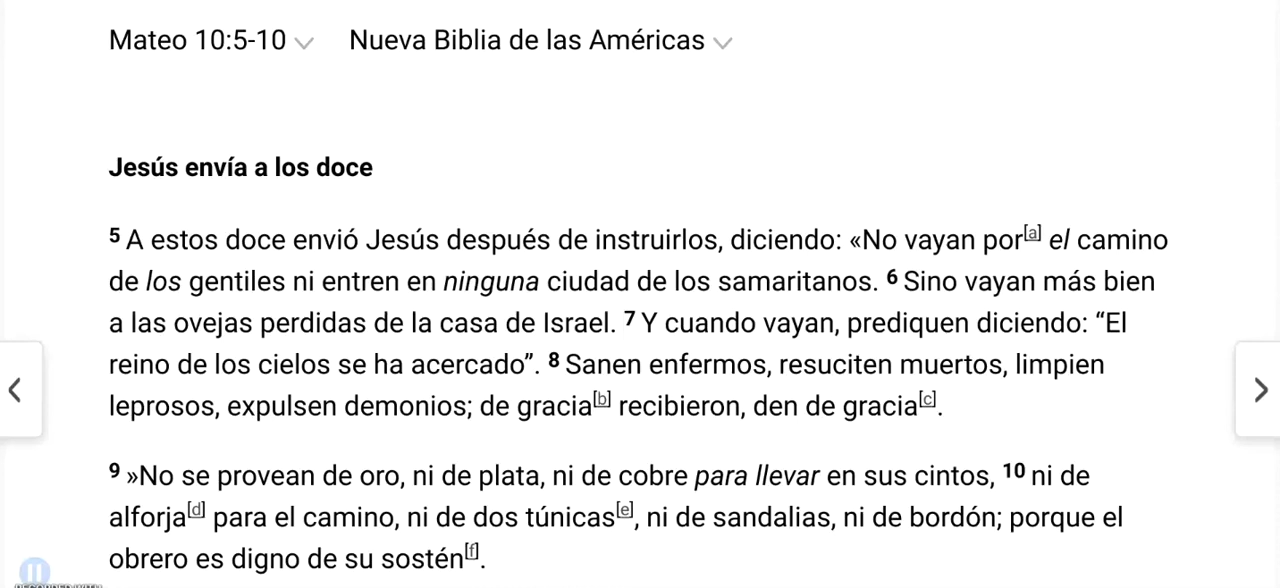 Mateo 10:5-10 Nueva Biblia de las Américas
Jesús envía a los doce
5 A estos doce envió Jesús después de instruirlos, diciendo: «No vayan por[a] el camino
de los gentiles ni entren en ninguna ciudad de los samaritanos. 6 Sino vayan más bien
a las ovejas perdidas de la casa de Israel. 7 Y cuando vayan, prediquen diciendo: “El
reino de los cielos se ha acercado”. 8 Sanen enfermos, resuciten muertos, limpien
leprosos, expulsen demonios; de gracia[b] recibieron, den de gracia[c].
9 »No se provean de oro, ni de plata, ni de cobre para llevar en sus cintos, 10 ni de
alforja[d] para el camino, ni de dos túnicas[e], ni de sandalias, ni de bordón; porque el
obrero es digno de su sostén[f].
RECORDED WITH